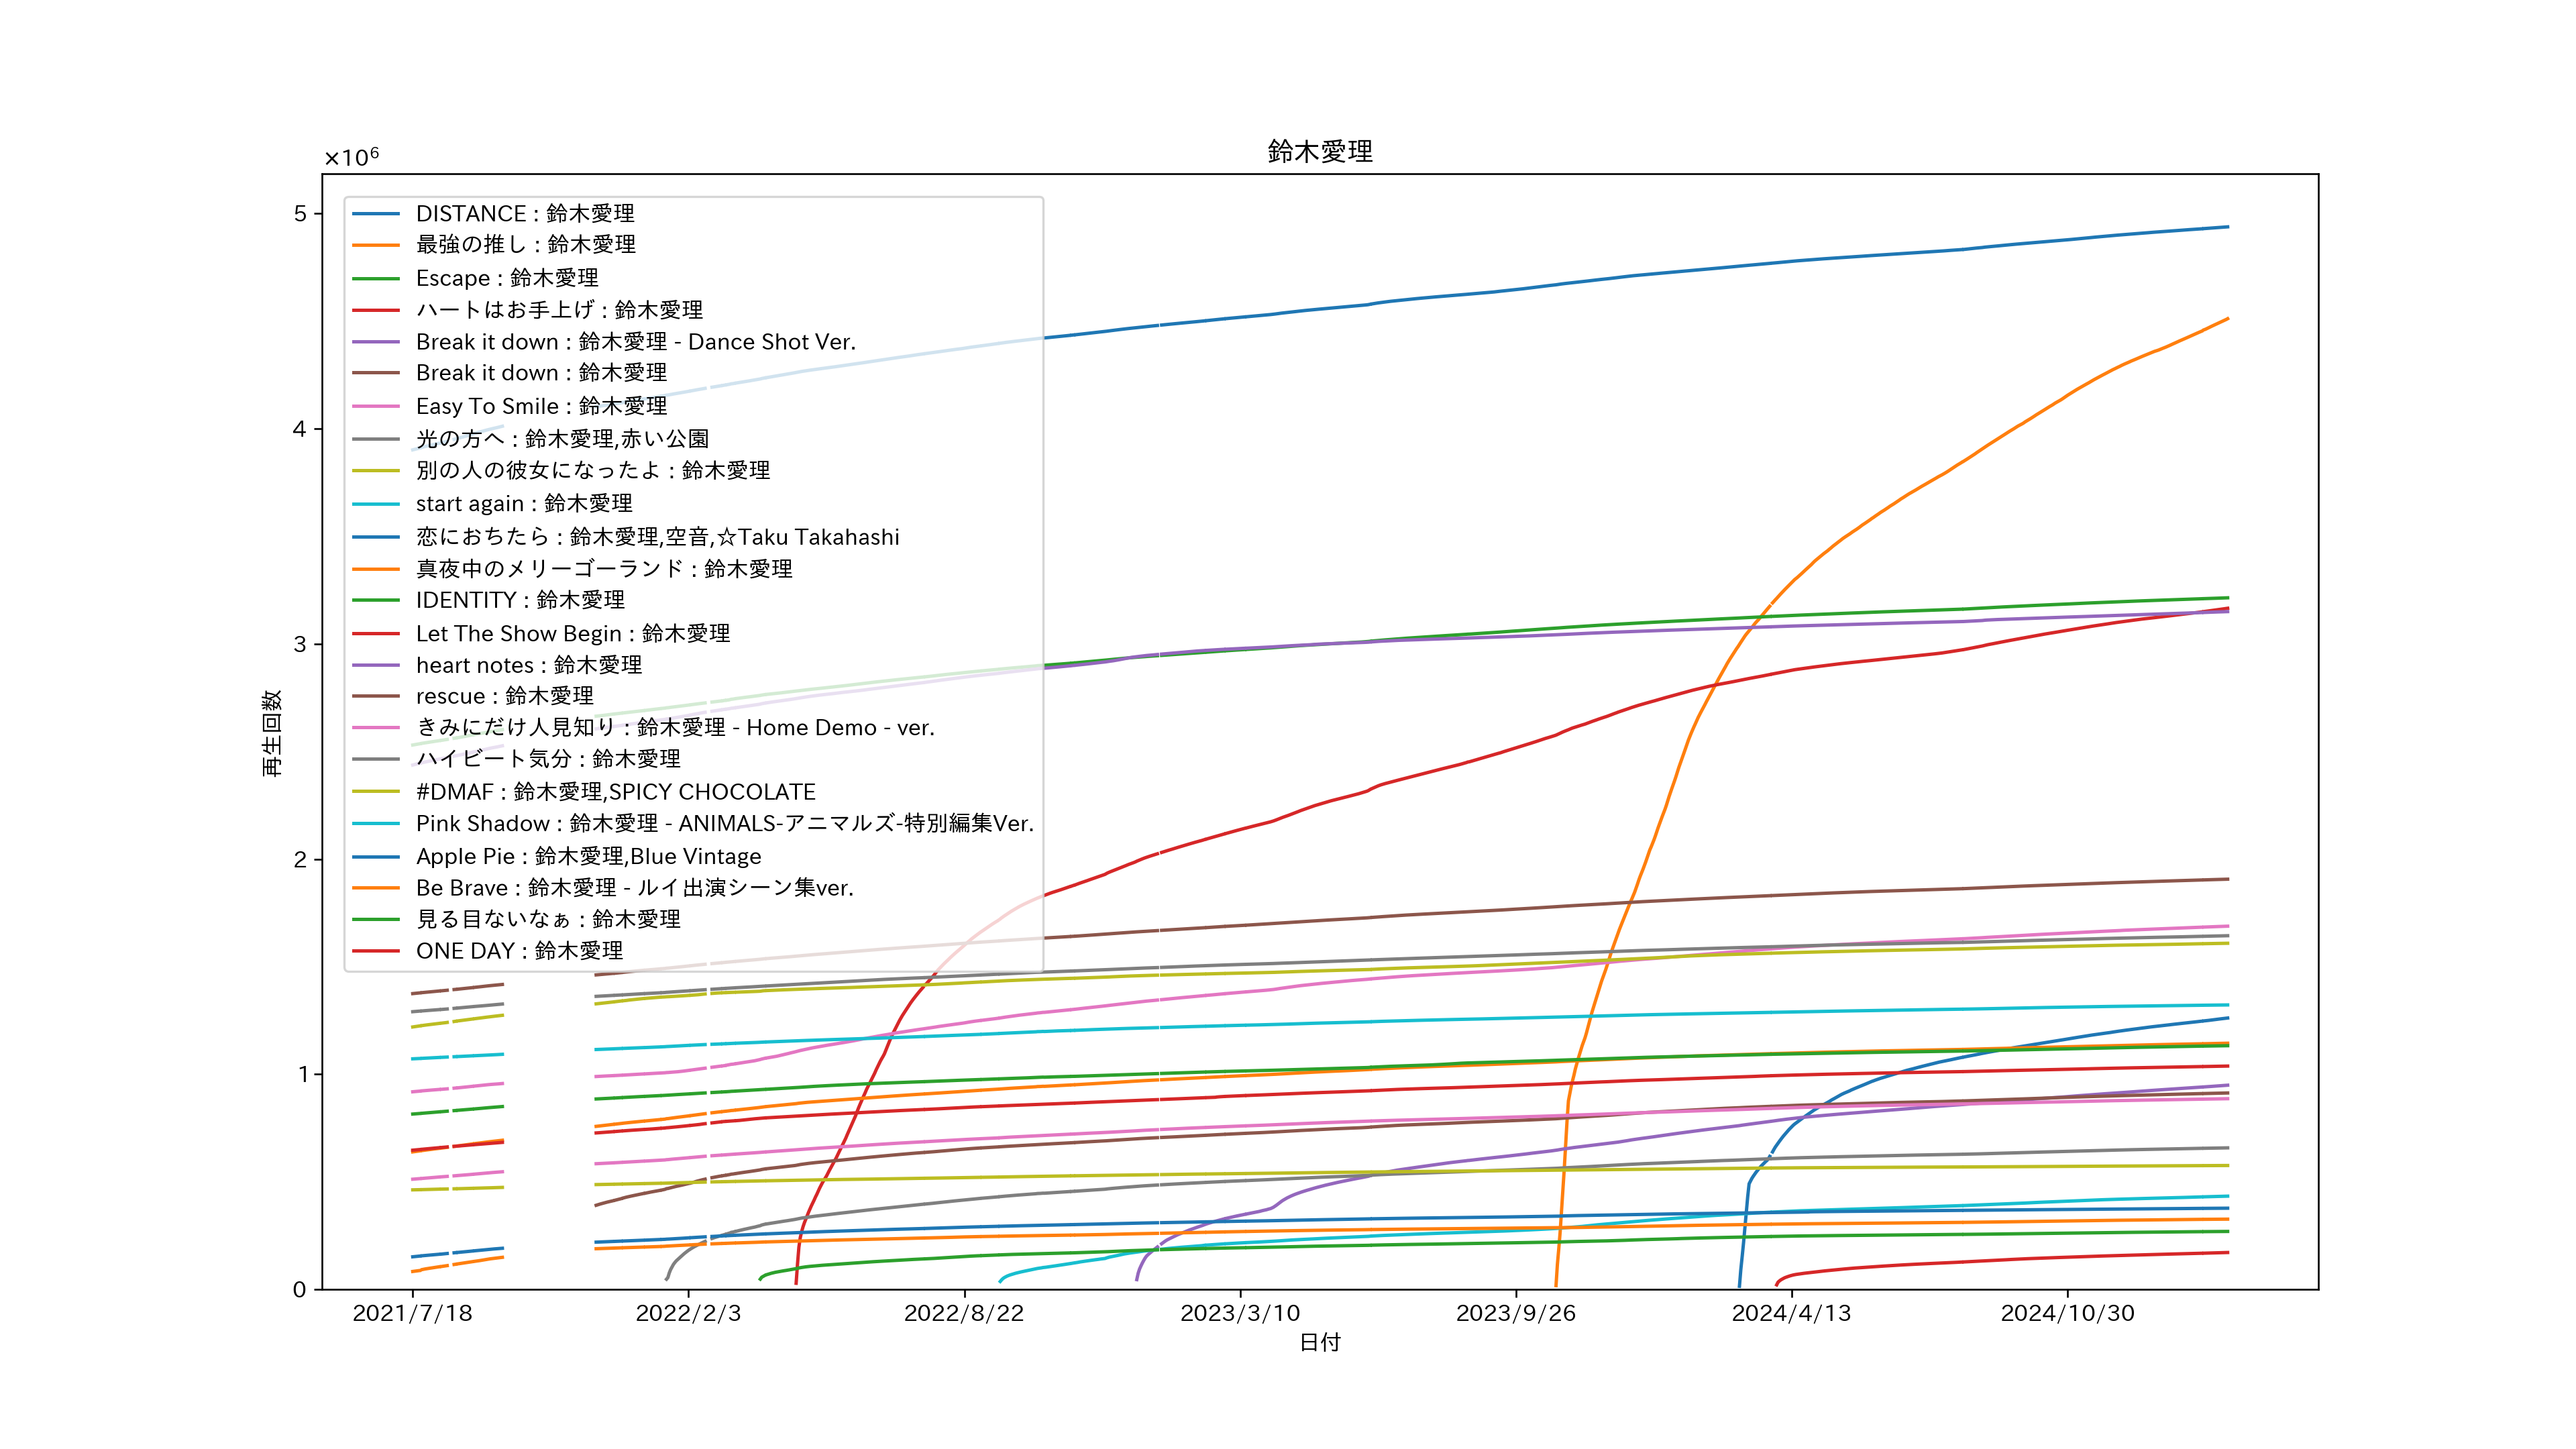 鈴木愛理
×10⁶
5
4
3
2
1
0
再生回数
DISTANCE : 鈴木愛理
最強の推し : 鈴木愛理
Escape : 鈴木愛理
ハートはお手上げ : 鈴木愛理
Break it down : 鈴木愛理 - Dance Shot Ver.
Break it down : 鈴木愛理
Easy To Smile : 鈴木愛理
光の方へ : 鈴木愛理,赤い公園
別の人の彼女になったよ : 鈴木愛理
start again : 鈴木愛理
恋におちたら : 鈴木愛理,空音,☆Taku Takahashi
真夜中のメリーゴーランド : 鈴木愛理
IDENTITY : 鈴木愛理
Let The Show Begin : 鈴木愛理
heart notes : 鈴木愛理
rescue : 鈴木愛理
きみにだけ人見知り : 鈴木愛理 - Home Demo - ver.
ハイビート気分 : 鈴木愛理
#DMAF : 鈴木愛理,SPICY CHOCOLATE
Pink Shadow : 鈴木愛理 - ANIMALS-アニマルズ-特別編集Ver.
Apple Pie : 鈴木愛理,Blue Vintage
Be Brave : 鈴木愛理 - ルイ出演シーン集ver.
見る目ないなぁ : 鈴木愛理
ONE DAY : 鈴木愛理
2021/7/18
2022/2/3
2022/8/22
2023/3/10
2023/9/26
2024/4/13
2024/10/30
日付